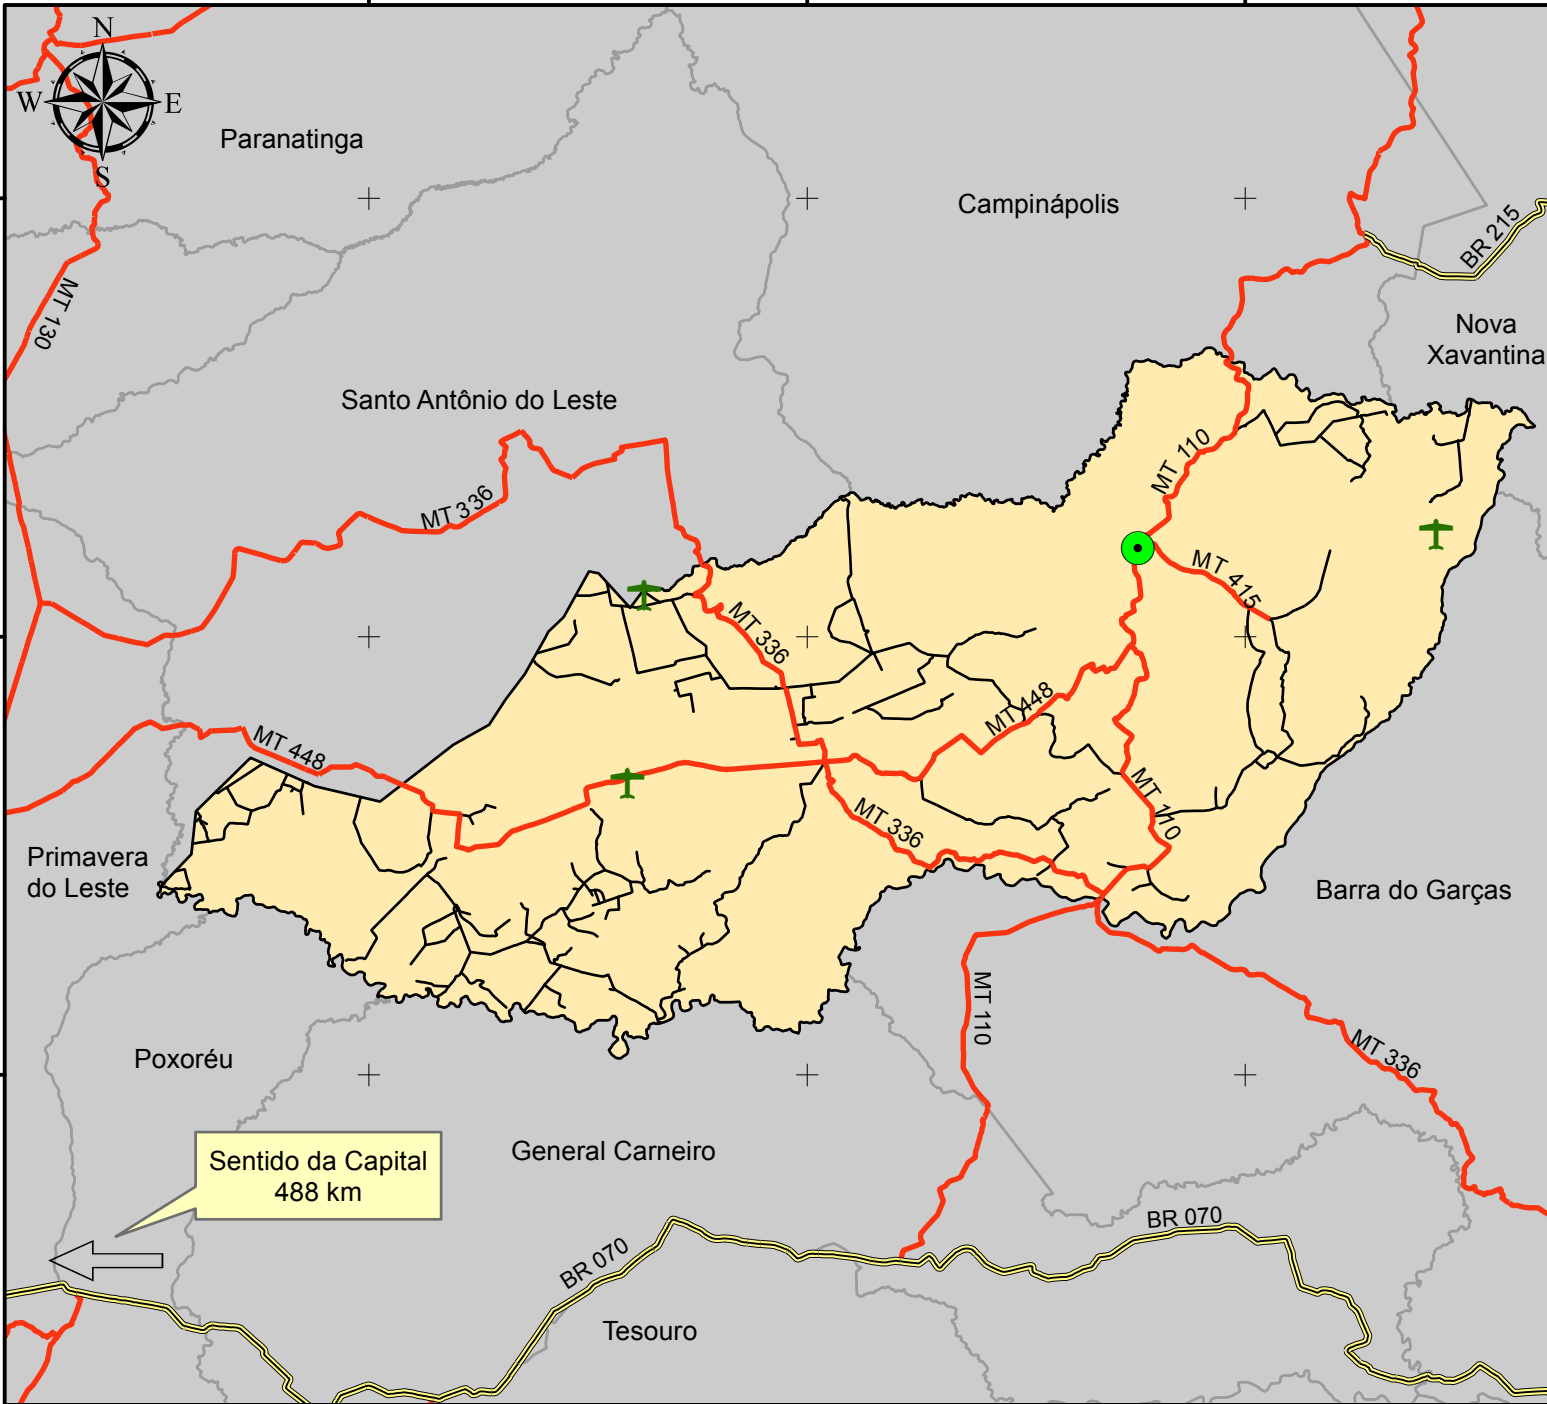 N
W
E
S
Paranatinga
Campinápolis
BR 215
MT 130
Nova
Xavantina
Santo Antônio do Leste
MT 110
MT 336
MT 415
MT 336
MT 448
MT 448
MT 110
MT 336
Primavera
do Leste
Barra do Garças
MT 110
MT 336
Poxoréu
General Carneiro
Sentido da Capital
488 km
BR 070
BR 070
Tesouro